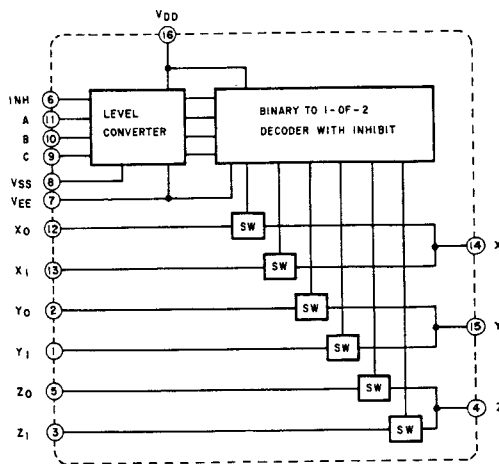 VDD
16
INH 6
A 11
B 10
C 9
VSS 8
VEE 7
LEVEL
CONVERTER
BINARY TO 1-OF-2
DECODER WITH INHIBIT
X0 12
SW
14 X
X1 13
SW
Y0 2
SW
15 Y
Y1 1
SW
Z0 5
SW
4 Z
Z1 3
SW